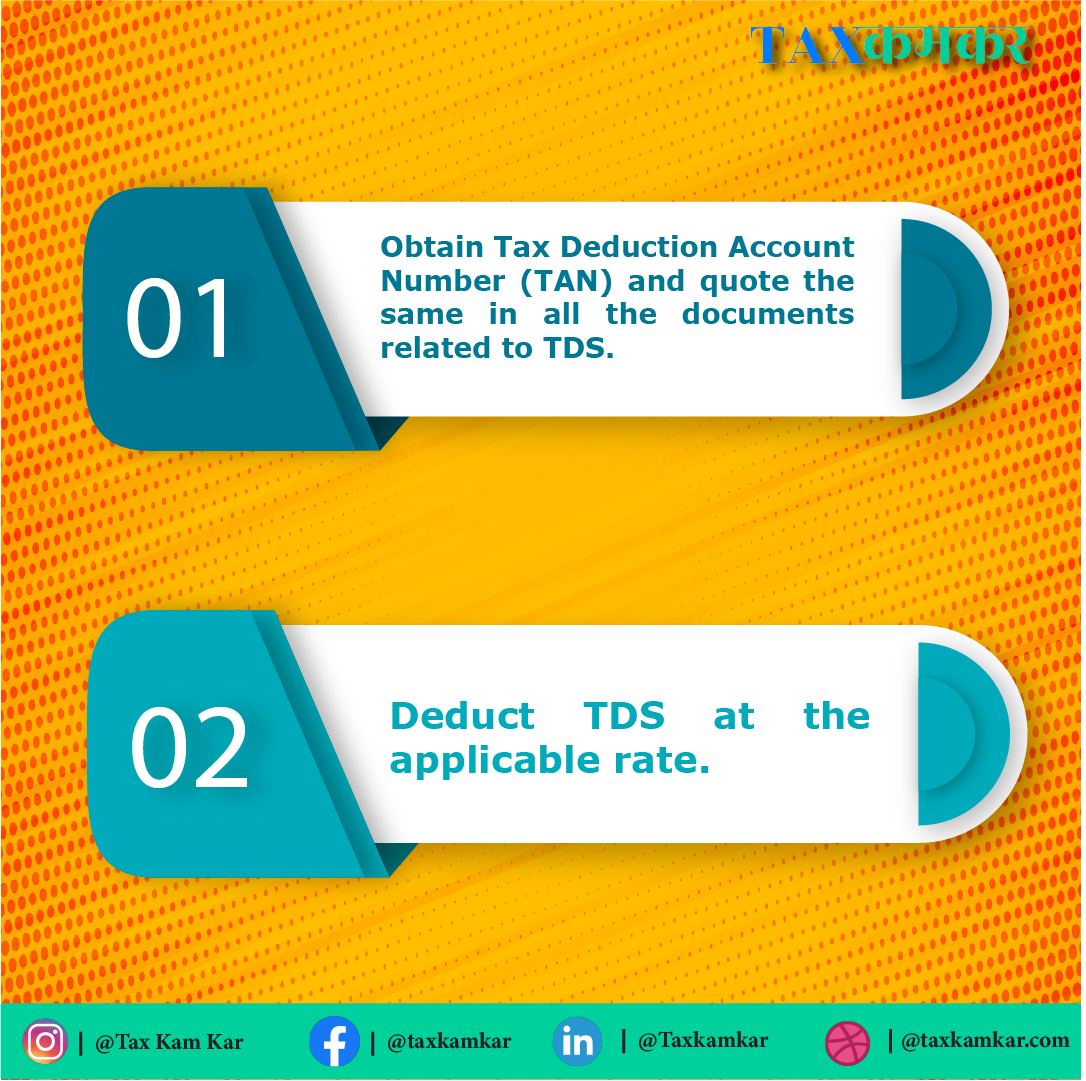 TAXकमकर
01
Obtain Tax Deduction Account
Number (TAN) and quote the
same in all the documents
related to TDS.
02
Deduct TDS at the
applicable rate.
| @Tax Kam Kar | @taxkamkar | @Taxkamkar | @taxkamkar.com